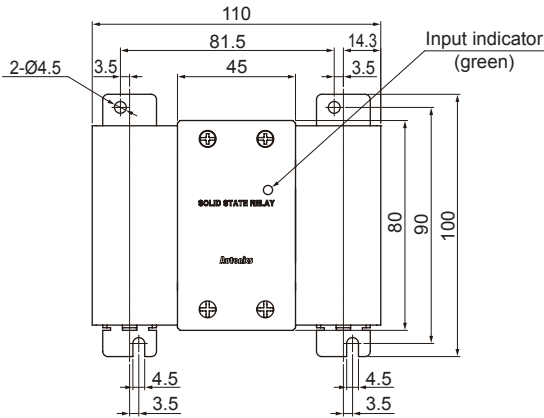 110
81.5
14.3
Input indicator
(green)
2-Ø4.5
3.5
45
3.5
SOLID STATE RELAY
Autonics
80
90
100
4.5
3.5
4.5
3.5